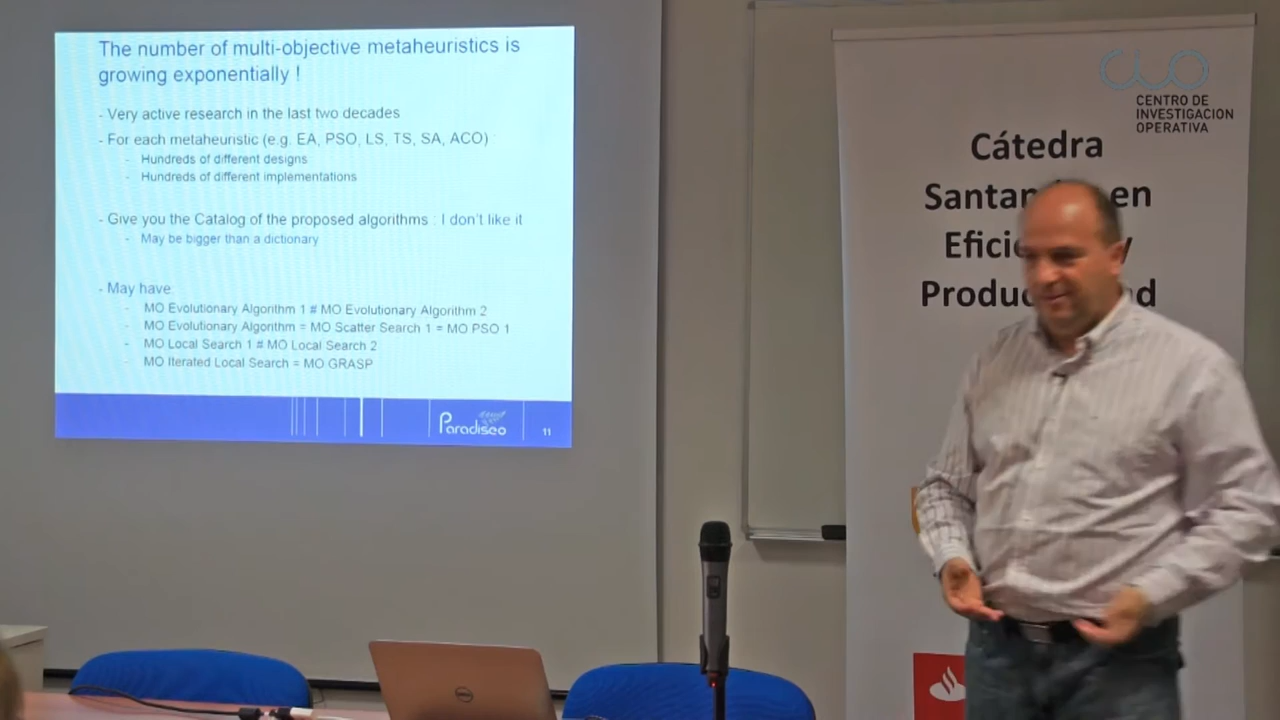 The number of multi-objective metaheuristics is
growing exponentially !
- Very active research in the last two decades
- For each metaheuristic (e.g. EA, PSO, LS, TS, SA, ACO)
- Hundreds of different designs
- Hundreds of different implementations
- Give you the Catalog of the proposed algorithms : I don't like it
- May be bigger than a dictionary
- May have
- MO Evolutionary Algorithm 1 # MO Evolutionary Algorithm 2
- MO Evolutionary Algorithm = MO Scatter Search 1 = MO PSO 1
- MO Local Search 1 # MO Local Search 2
- MO Iterated Local Search = MO GRASP
Paradiseo
11
CIO
CENTRO DE
INVESTIGACION
OPERATIVA
Cátedra
en
DELL